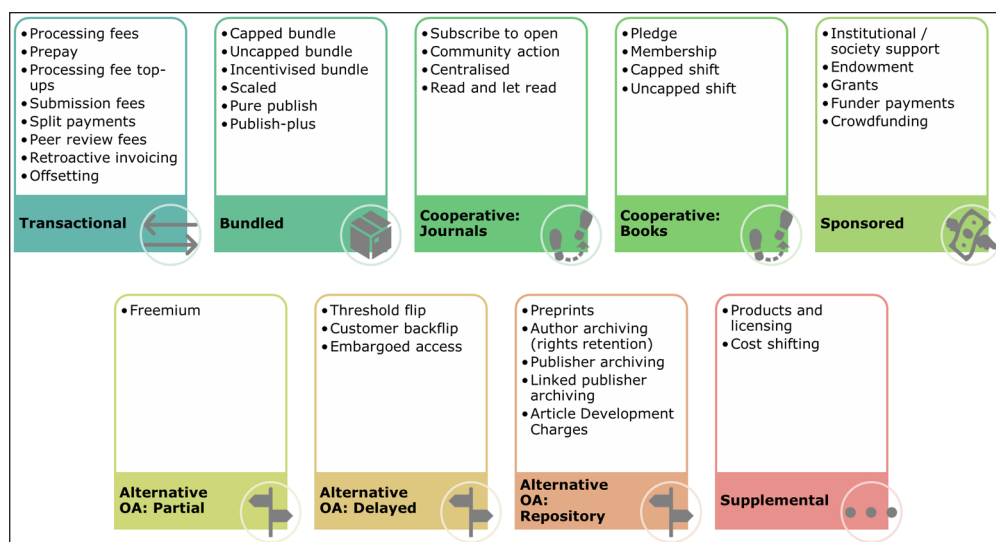 • Processing fees
• Prepay
• Processing fee top-
ups
• Submission fees
• Split payments
• Peer review fees
• Retroactive invoicing
• Offsetting
Transactional
• Capped bundle
• Uncapped bundle
• Incentivised bundle
• Scaled
• Pure publish
• Publish-plus
Bundled
• Subscribe to open
• Community action
• Centralised
• Read and let read
Cooperative:
Journals
• Pledge
• Membership
• Capped shift
• Uncapped shift
Cooperative:
Books
• Institutional /
society support
• Endowment
• Grants
• Funder payments
• Crowdfunding
Sponsored
• Freemium
Alternative
OA: Partial
• Threshold flip
• Customer backflip
• Embargoed access
Alternative
OA: Delayed
• Preprints
• Author archiving
(rights retention)
• Publisher archiving
• Linked publisher
archiving
• Article Development
Charges
Alternative
OA:
Repository
• Products and
licensing
• Cost shifting
Supplemental